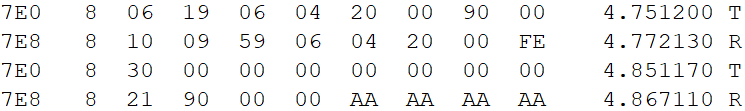 7E0 8 06 19 06 04 20 00 90 00 4.751200 T
7E8 8 10 09 59 06 04 20 00 FE 4.772130 R
7E0 8 30 00 00 00 00 00 00 00 4.851170 T
7E8 8 21 90 00 00 AA AA AA AA 4.867110 R